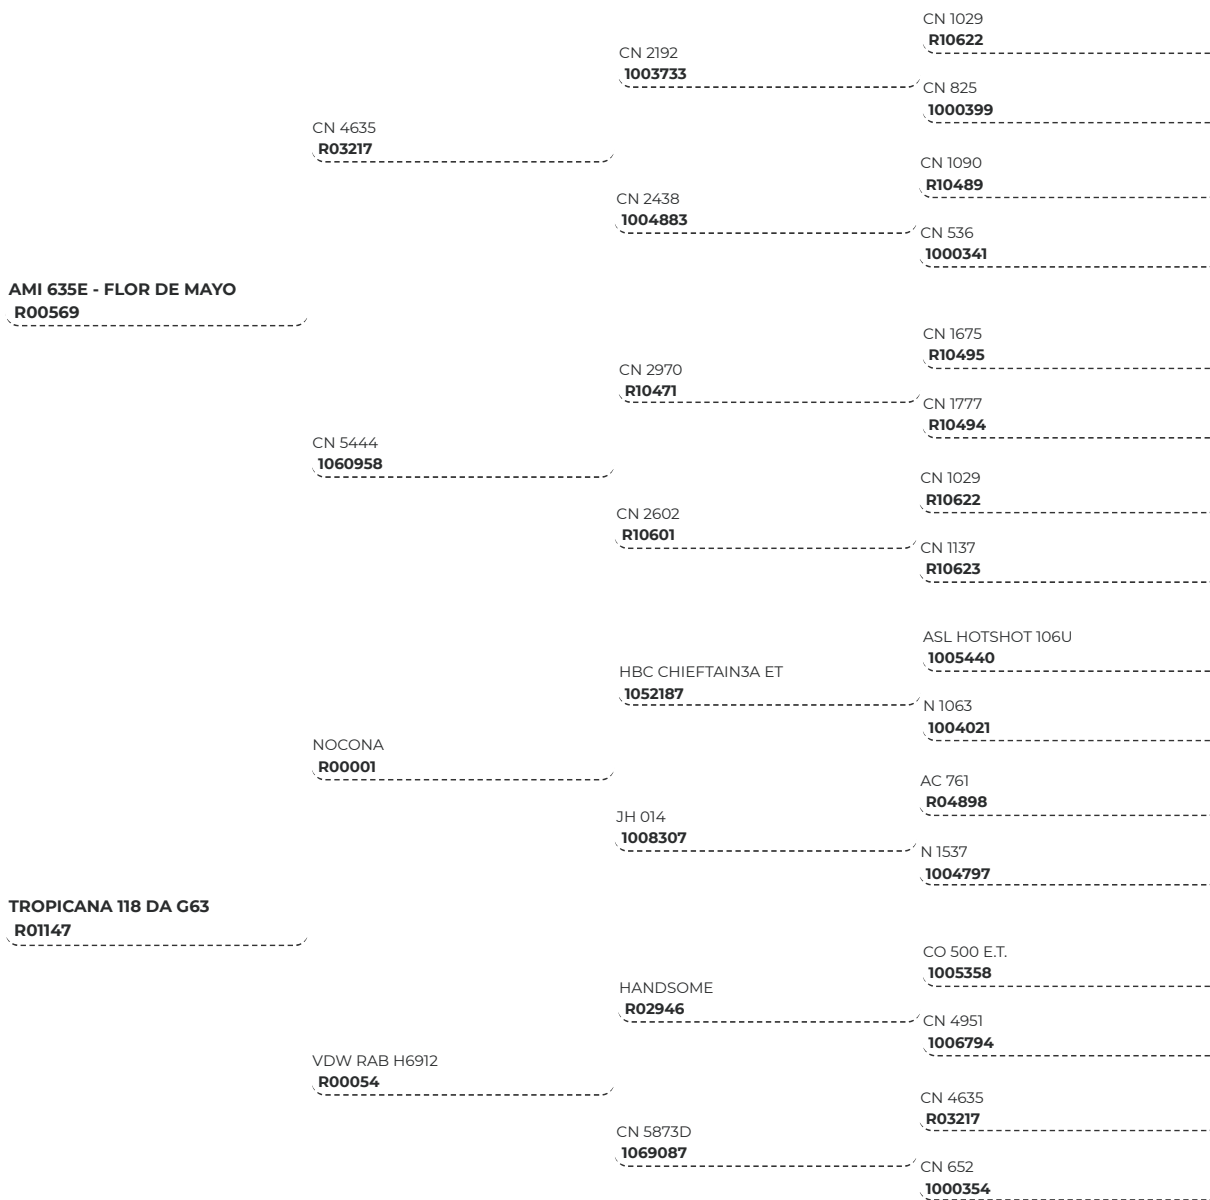 CN 1029
R10622
CN 2192
1003733
CN 825
1000399
CN 4635
R03217
CN 1090
R10489
CN 2438
1004883
CN 536
1000341
AMI 635E - FLOR DE MAYO
R00569
CN 1675
R10495
CN 2970
R10471
CN 1777
R10494
CN 5444
1060958
CN 1029
R10622
CN 2602
R10601
CN 1137
R10623
ASL HOTSHOT 106U
1005440
HBC CHIEFTAIN3A ET
1052187
N 1063
1004021
NOCONA
R00001
AC 761
R04898
JH 014
1008307
N 1537
1004797
TROPICANA 118 DA G63
R01147
CO 500 E.T.
1005358
HANDSOME
R02946
CN 4951
1006794
VDW RAB H6912
R00054
CN 4635
R03217
CN 5873D
1069087
CN 652
1000354